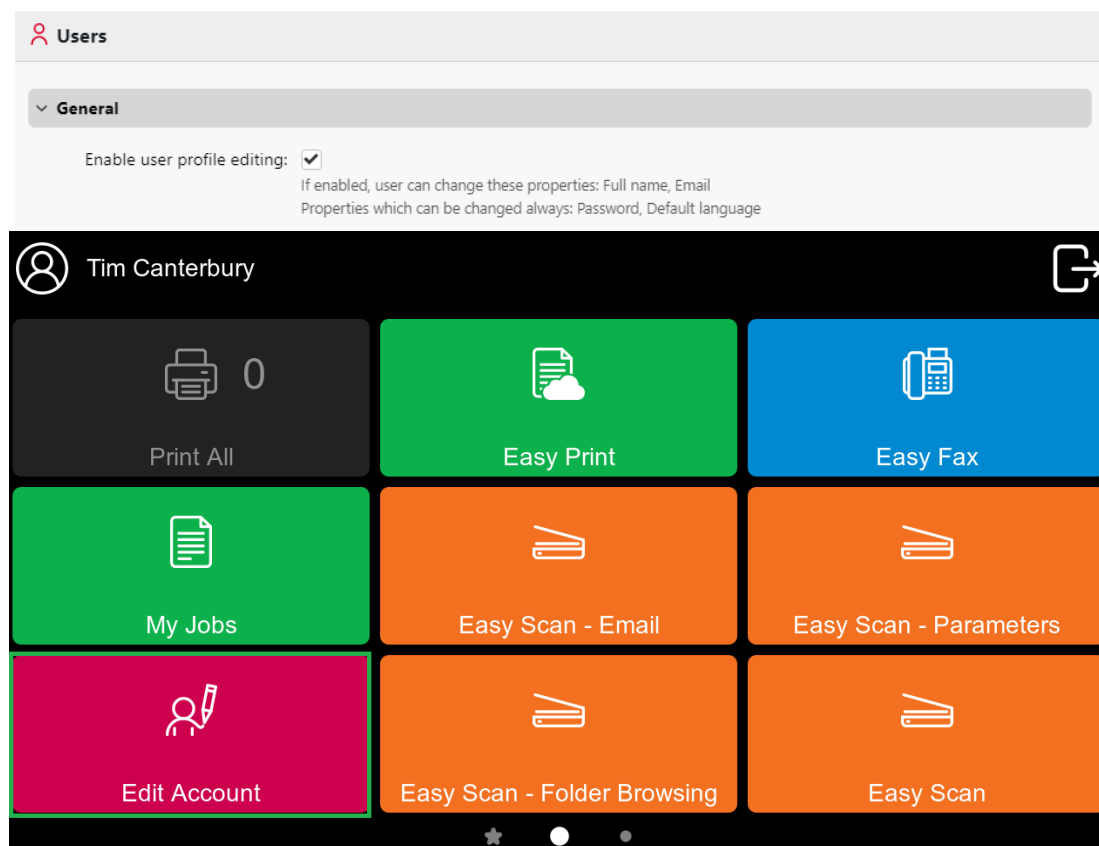 Users
General
Enable user profile editing:
If enabled, user can change these properties: Full name, Email
Properties which can be changed always: Password, Default language
Tim Canterbury
0
Print All
Easy Print
Easy Fax
My Jobs
Easy Scan - Email
Easy Scan - Parameters
Edit Account
Easy Scan - Folder Browsing
Easy Scan